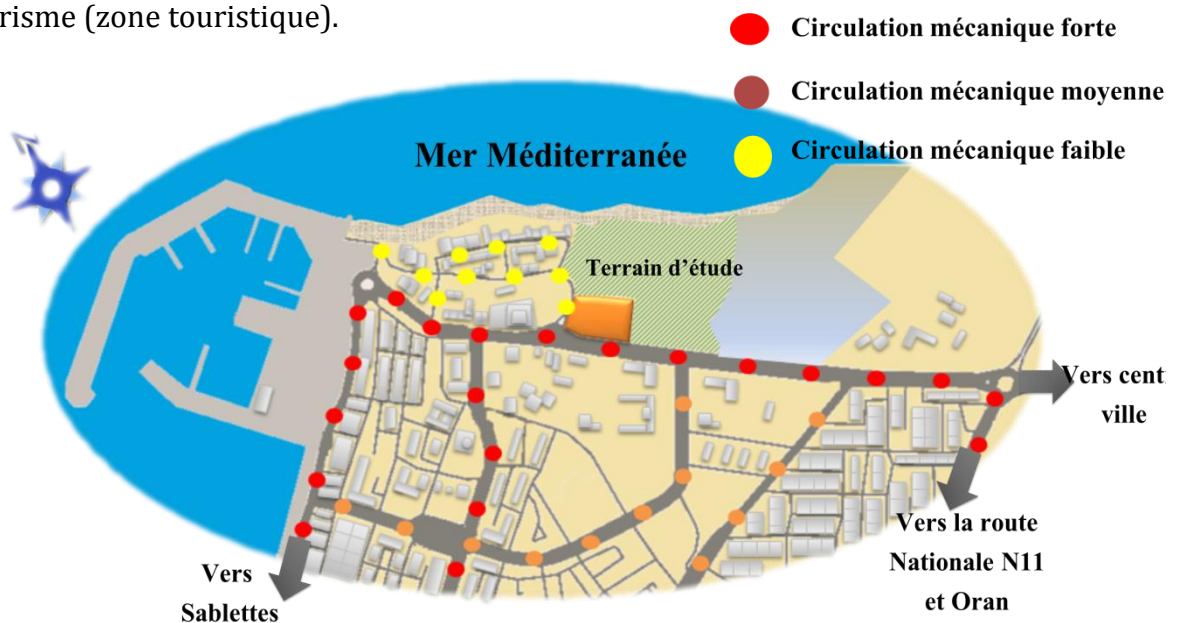 risme (zone touristique).
Circulation mécanique forte
Circulation mécanique moyenne
Circulation mécanique faible
Mer Méditerranée
Terrain d'étude
Vers cent
ville
Vers la route
Nationale N11
et Oran
Vers
Sablettes